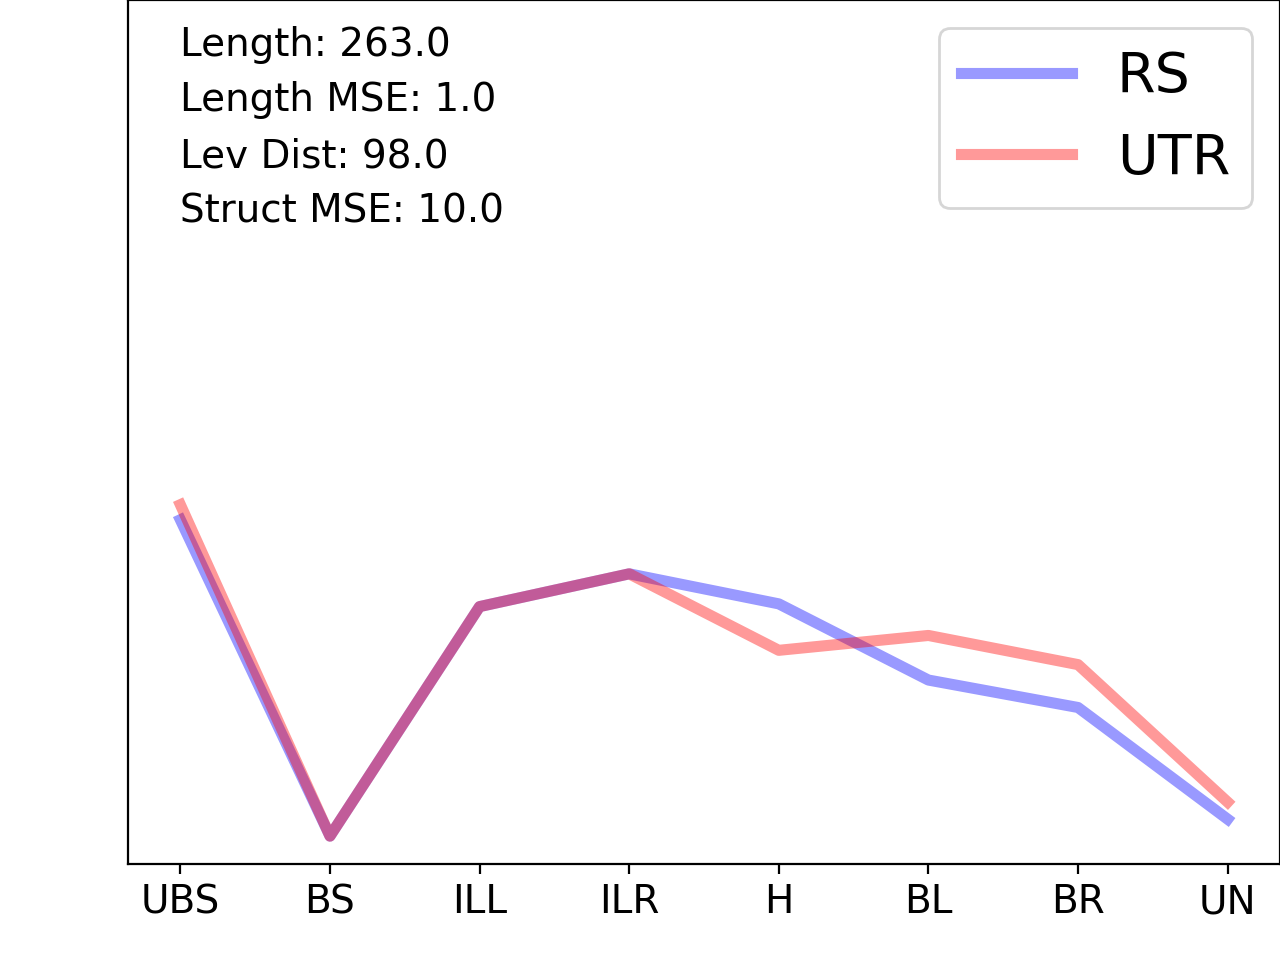 Length: 263.0
Length MSE: 1.0
Lev Dist: 98.0
Struct MSE: 10.0
RS
UTR
UBS BS ILL ILR H BL BR UN